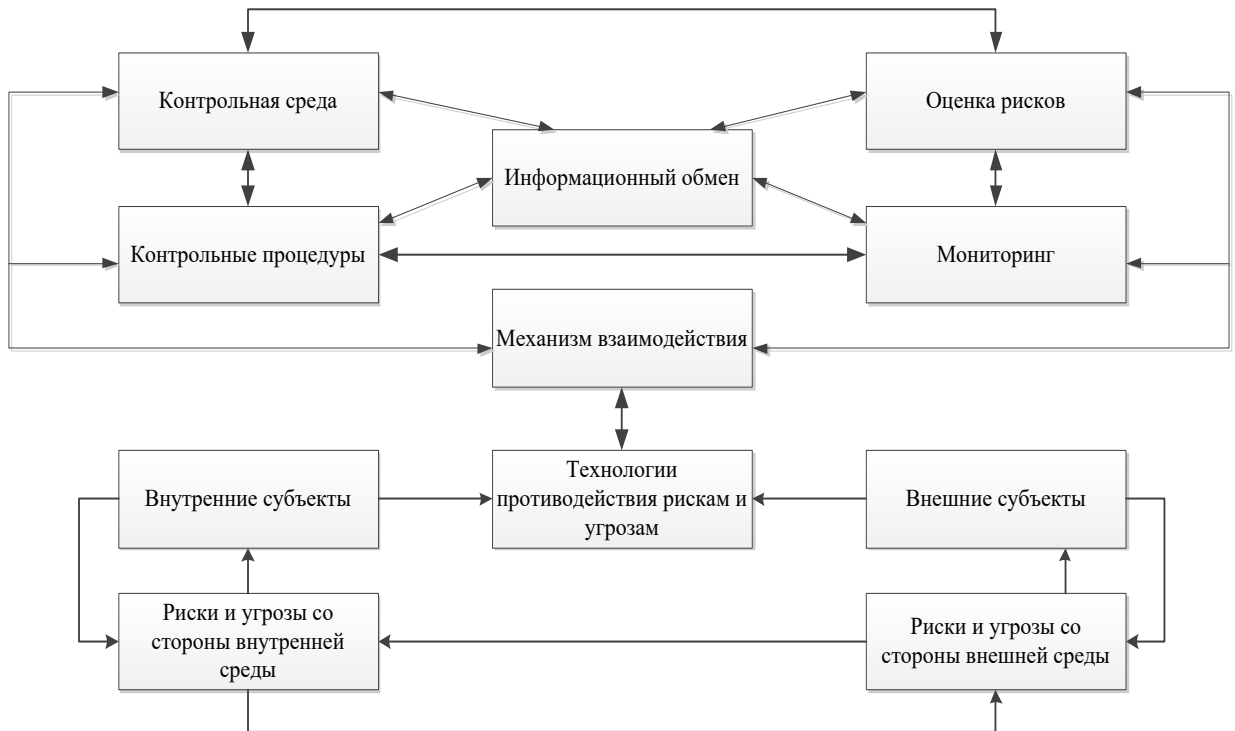 Контрольная среда
Оценка рисков
Информационный обмен
Контрольные процедуры
Мониторинг
Механизм взаимодействия
Внутренние субъекты
Технологии
противодействия рискам и
угрозам
Внешние субъекты
Риски и угрозы со
стороны внутренней
среды
Риски и угрозы со
стороны внешней среды